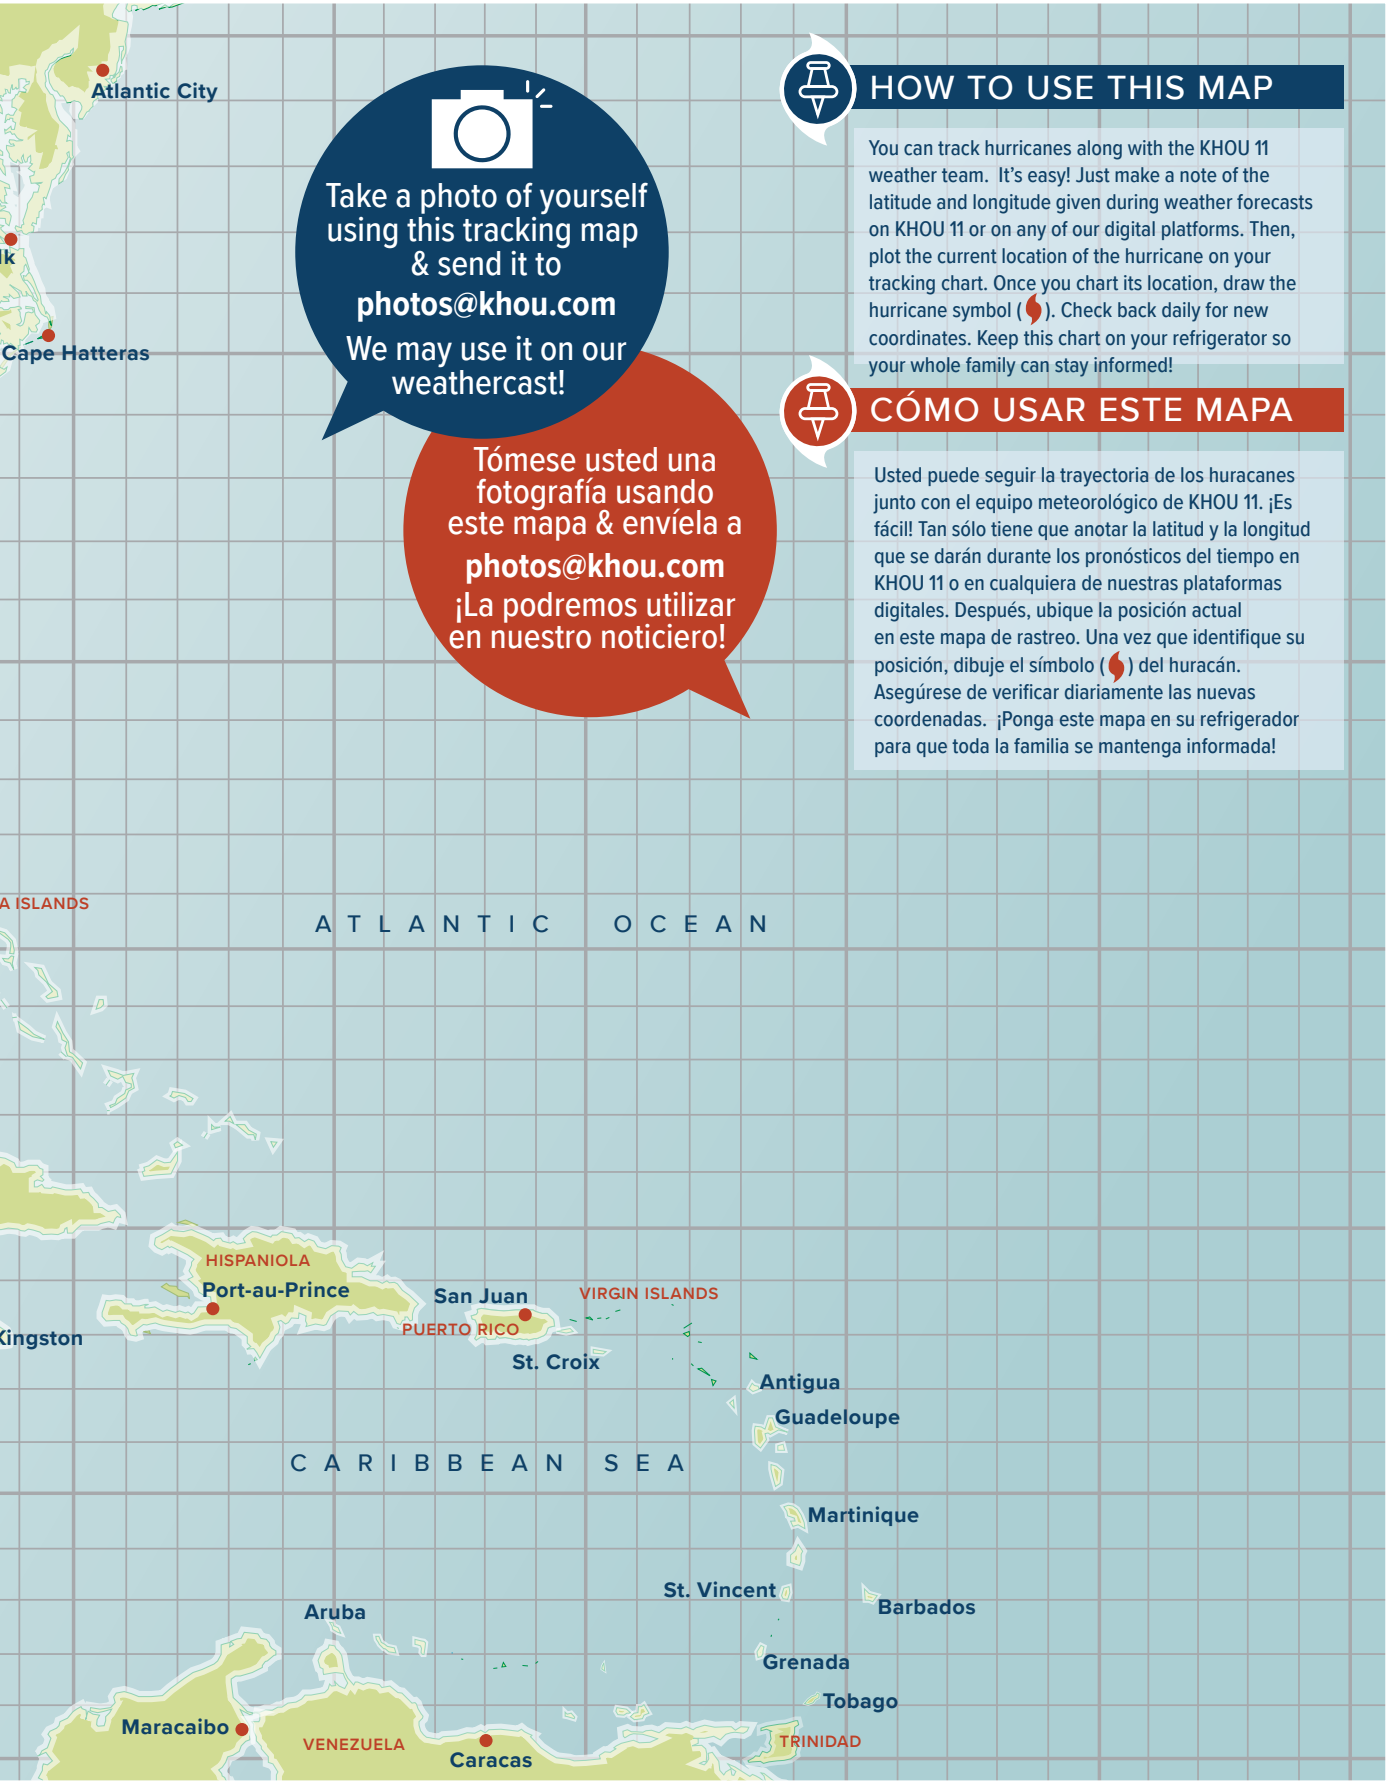 Atlantic City
lk
Cape Hatteras
Take a photo of yourself
using this tracking map
& send it to
photos@khou.com
We may use it on our
weathercast!
Tómese usted una
fotografía usando
este mapa & envíela a
photos@khou.com
¡La podremos utilizar
en nuestro noticiero!
HOW TO USE THIS MAP
You can track hurricanes along with the KHOU 11
weather team. It's easy! Just make a note of the
latitude and longitude given during weather forecasts
on KHOU 11 or on any of our digital platforms. Then,
plot the current location of the hurricane on your
tracking chart. Once you chart its location, draw the
hurricane symbol ( ). Check back daily for new
coordinates. Keep this chart on your refrigerator so
your whole family can stay informed!
CÓMO USAR ESTE MAPA
Usted puede seguir la trayectoria de los huracanes
junto con el equipo meteorológico de KHOU 11. ¡Es
fácil! Tan sólo tiene que anotar la latitud y la longitud
que se darán durante los pronósticos del tiempo en
KHOU 11 o en cualquiera de nuestras plataformas
digitales. Después, ubique la posición actual
en este mapa de rastreo. Una vez que identifique su
posición, dibuje el símbolo ( ) del huracán.
Asegúrese de verificar diariamente las nuevas
coordenadas. ¡Ponga este mapa en su refrigerador
para que toda la familia se mantenga informada!
A ISLANDS
ATLANTIC OCEAN
HISPANIOLA
Port-au-Prince
San Juan
VIRGIN ISLANDS
PUERTO RICO
Kingston
St. Croix
Antigua
Guadeloupe
CARIBBEAN SEA
Martinique
St. Vincent
Barbados
Aruba
Grenada
Tobago
Maracaibo
VENEZUELA
Caracas
TRINIDAD